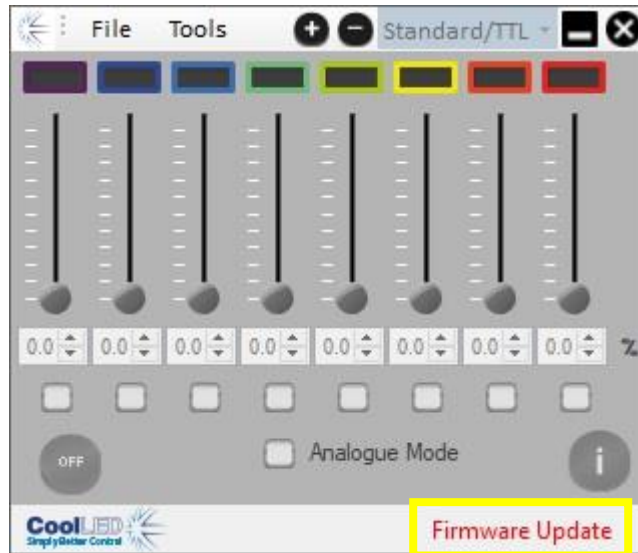 File Tools + - Standard/TTL
0.0 0.0 0.0 0.0 0.0 0.0 0.0 0.0 %
OFF Analogue Mode i
CoolLED
Simply Better Control
Firmware Update